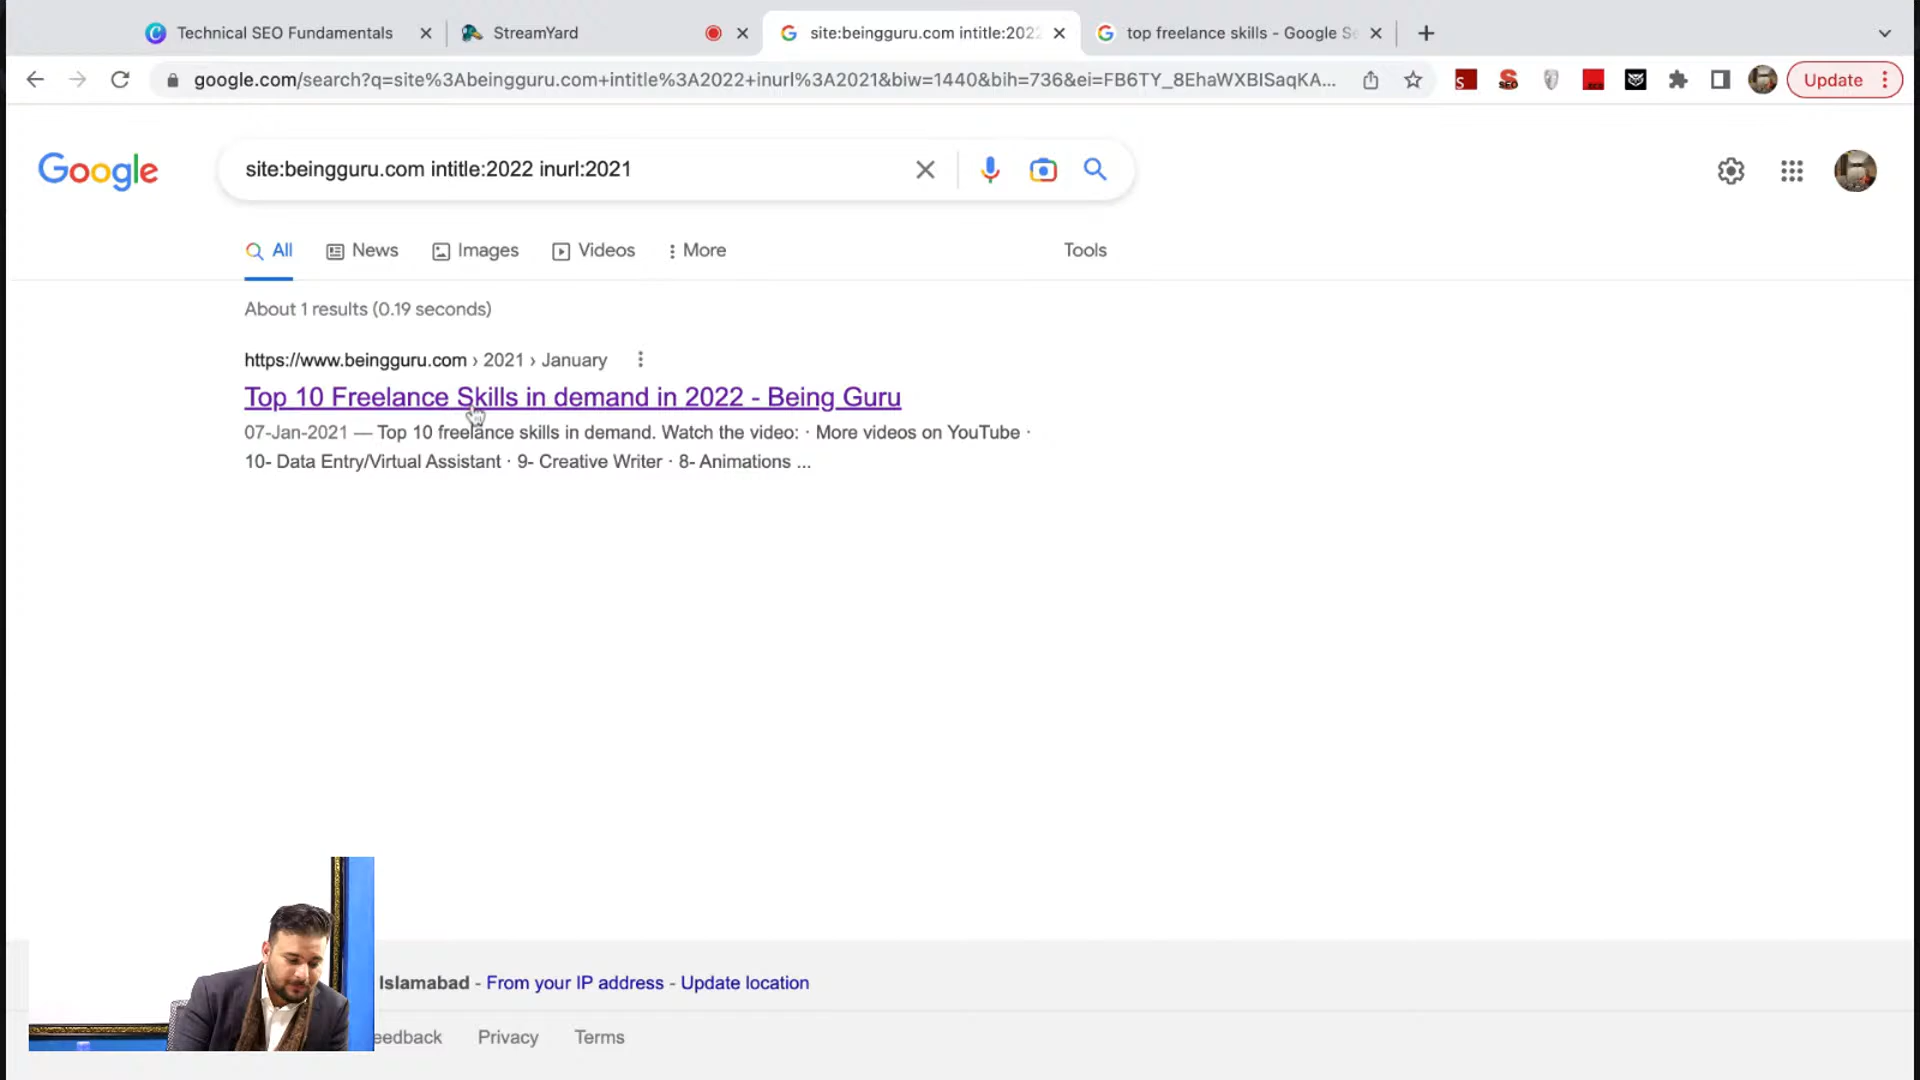 Technical SEO Fundamentals
StreamYard
site:beingguru.com intitle:202
top freelance skills - Google S
google.com/search?q=site%3Abeingguru.com+intitle%3A2022+inurl%3A2021&biw=1440&bih=736&ei=FB6TY_8EhaWXBISaqKA...
Update
Google
site:beingguru.com intitle:2022 inurl:2021
All
News
Images
Videos
More
Tools
About 1 results (0.19 seconds)
https://www.beingguru.com › 2021 › January
Top 10 Freelance Skills in demand in 2022 - Being Guru
07-Jan-2021 — Top 10 freelance skills in demand. Watch the video: · More videos on YouTube ·
10- Data Entry/Virtual Assistant · 9- Creative Writer · 8- Animations ...
Islamabad - From your IP address - Update location
eedback
Privacy
Terms